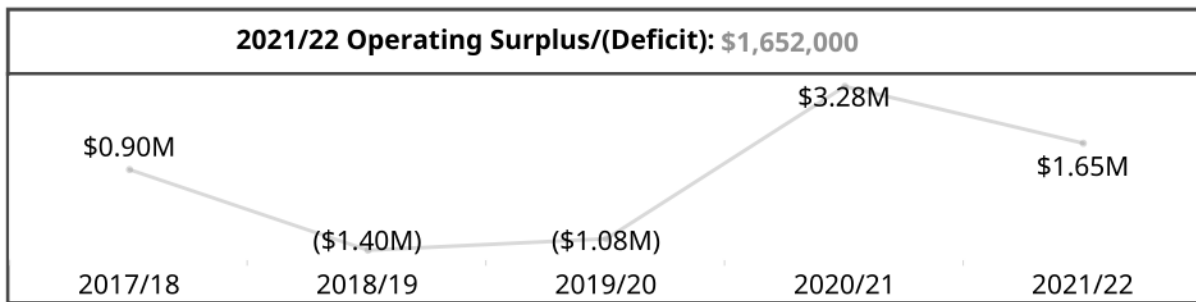 2021/22 Operating Surplus/(Deficit): $1,652,000
$3.28M
$0.90M
$1.65M
($1.40M) ($1.08M)
2017/18 2018/19 2019/20 2020/21 2021/22